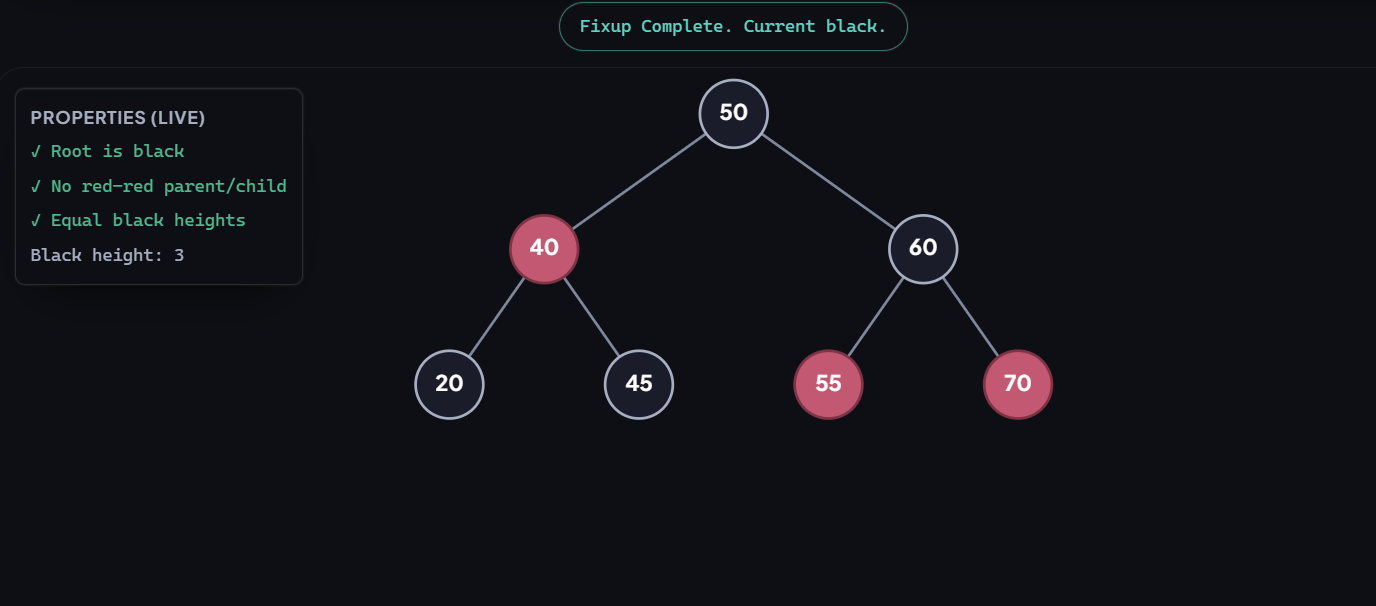 Fixup Complete. Current black.
PROPERTIES (LIVE)
✓ Root is black
✓ No red-red parent/child
✓ Equal black heights
Black height: 3
50
40
60
20
45
55
70